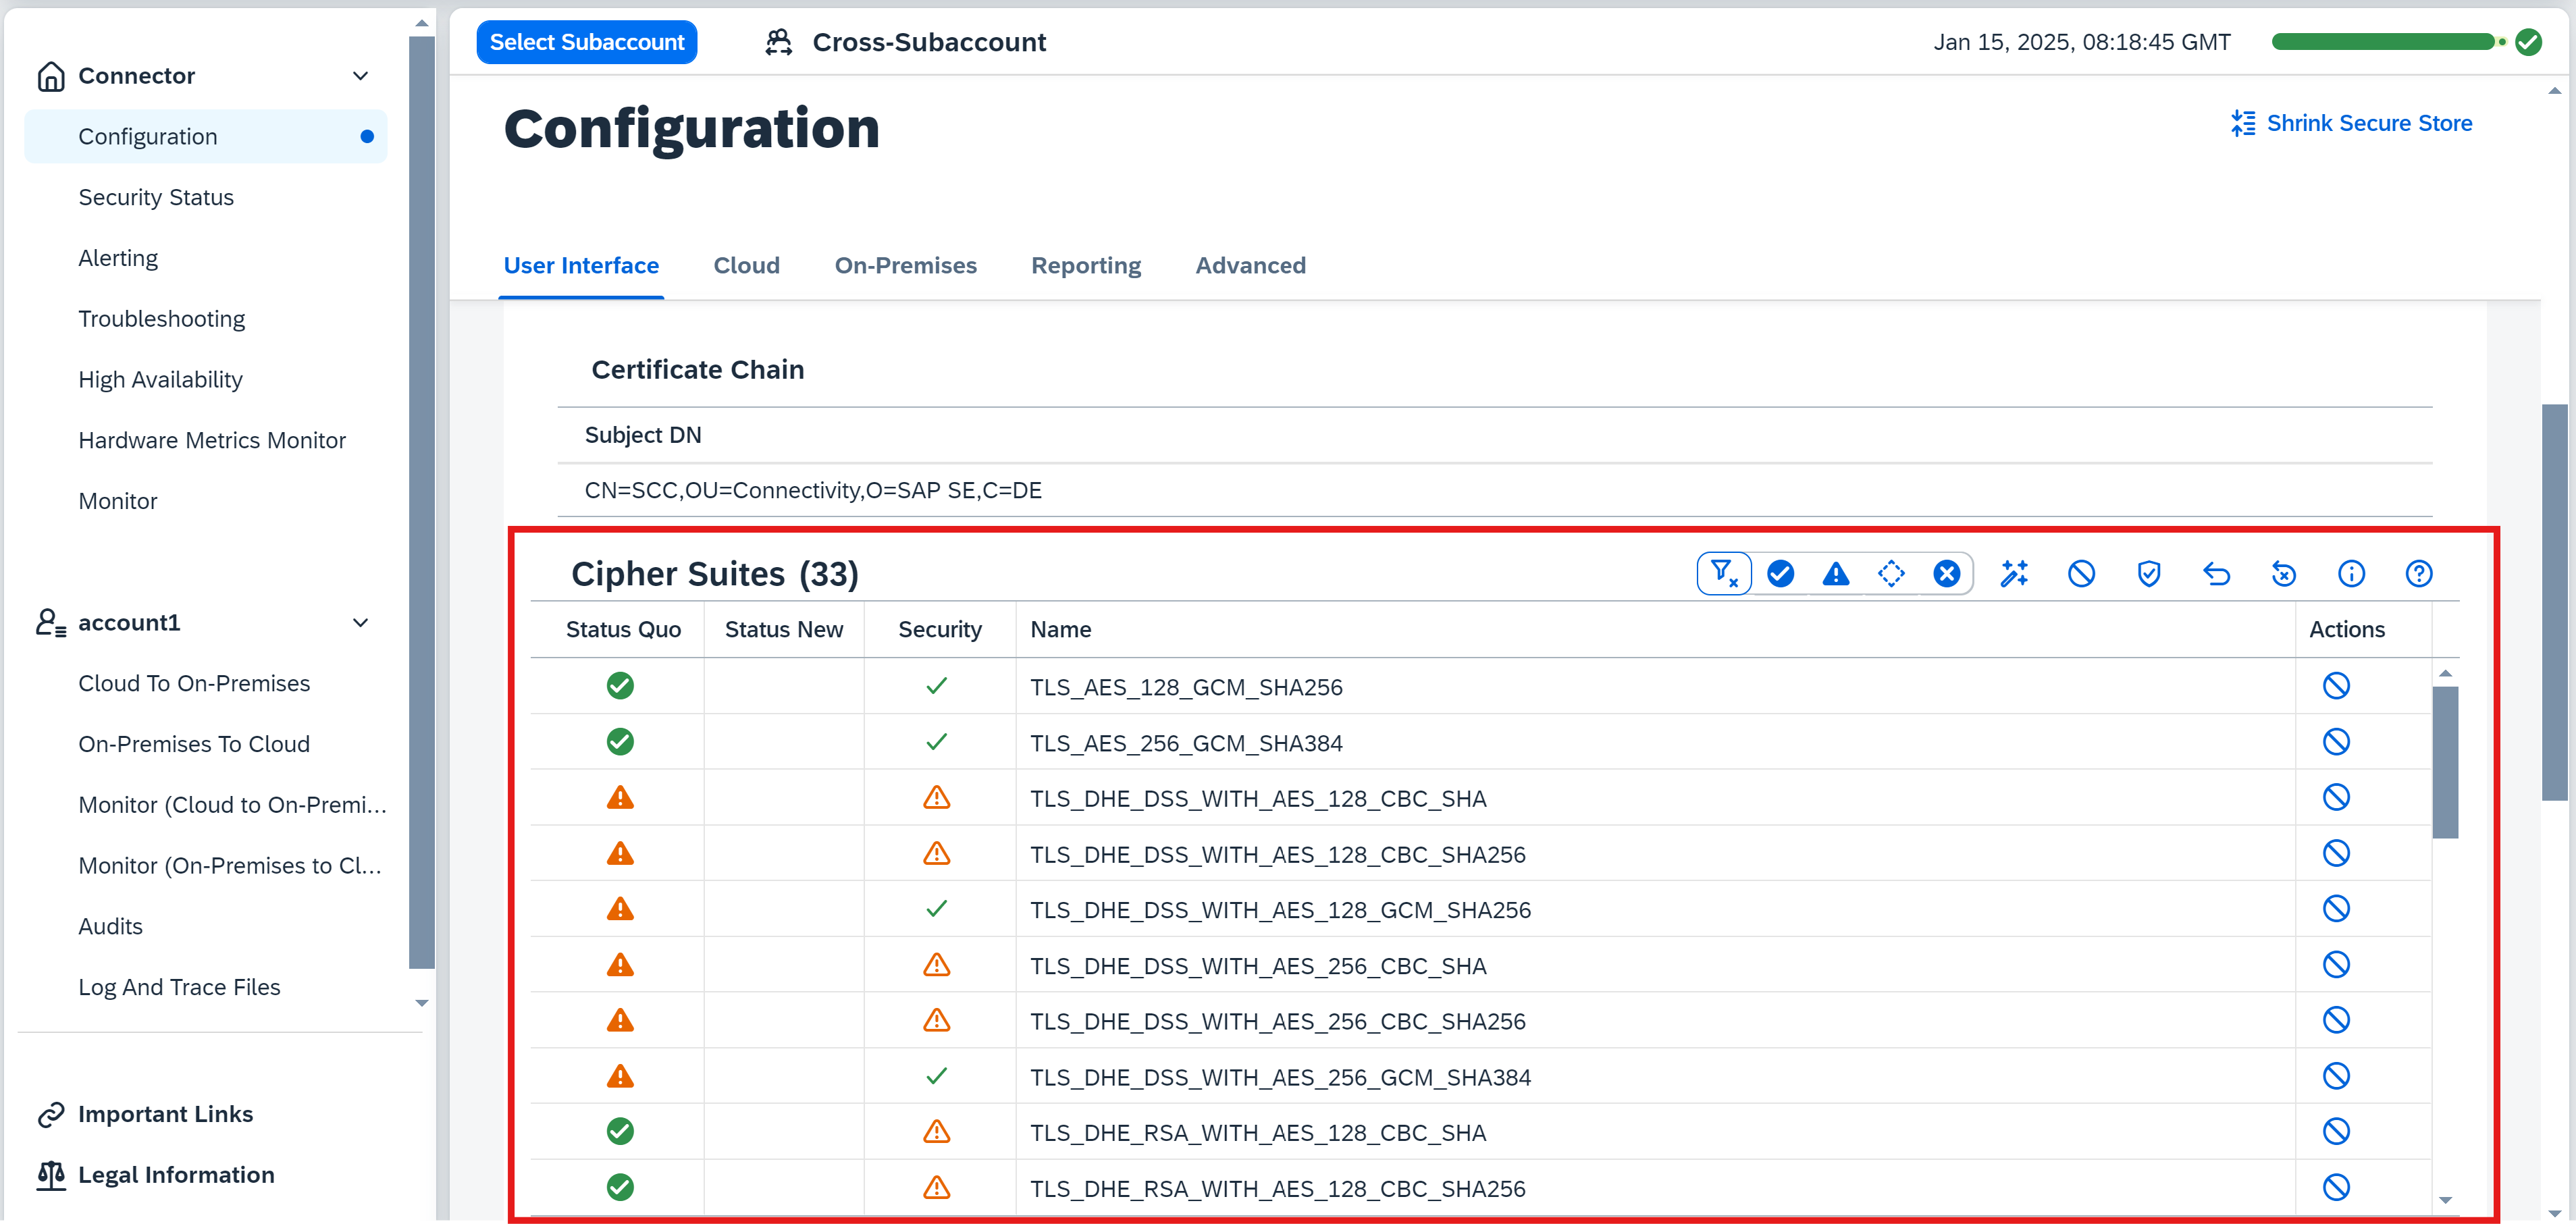 Connector
Configuration
Security Status
Alerting
Troubleshooting
High Availability
Hardware Metrics Monitor
Monitor
account1
Cloud To On-Premises
On-Premises To Cloud
Monitor (Cloud to On-Premi...
Monitor (On-Premises to Cl...
Audits
Log And Trace Files
Important Links
Legal Information
Select Subaccount
Cross-Subaccount
Jan 15, 2025, 08:18:45 GMT
Configuration
Shrink Secure Store
User Interface Cloud On-Premises Reporting Advanced
Certificate Chain
Subject DN
CN=SCC,OU=Connectivity,O=SAP SE,C=DE
Cipher Suites (33)
Status Quo Status New Security Name Actions
TLS_AES_128_GCM_SHA256
TLS_AES_256_GCM_SHA384
TLS_DHE_DSS_WITH_AES_128_CBC_SHA
TLS_DHE_DSS_WITH_AES_128_CBC_SHA256
TLS_DHE_DSS_WITH_AES_128_GCM_SHA256
TLS_DHE_DSS_WITH_AES_256_CBC_SHA
TLS_DHE_DSS_WITH_AES_256_CBC_SHA256
TLS_DHE_DSS_WITH_AES_256_GCM_SHA384
TLS_DHE_RSA_WITH_AES_128_CBC_SHA
TLS_DHE_RSA_WITH_AES_128_CBC_SHA256